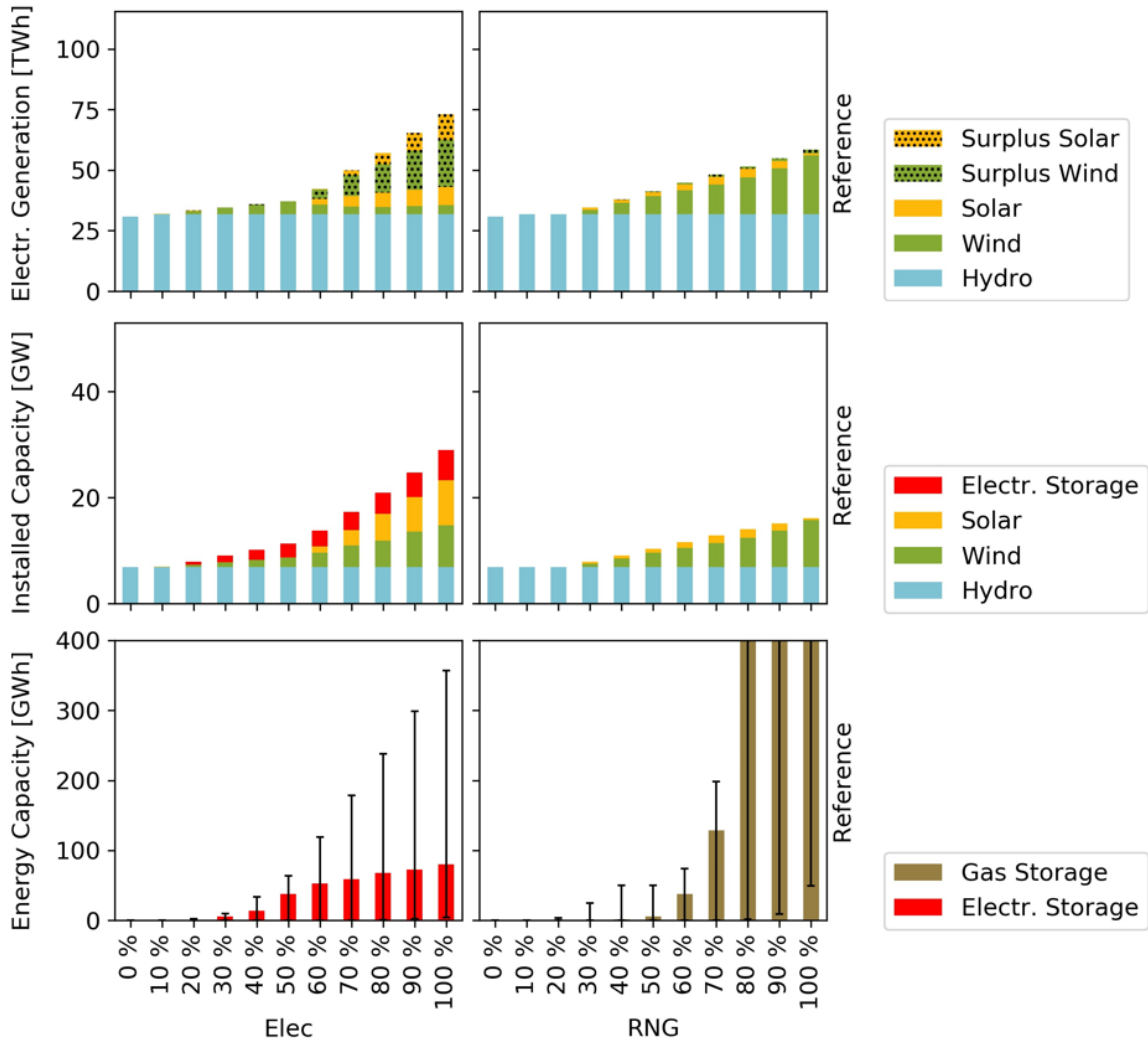 Electr. Generation [TWh]
100
75
50
25
0
Reference
Surplus Solar
Surplus Wind
Solar
Wind
Hydro
Installed Capacity [GW]
40
20
0
Reference
Electr. Storage
Solar
Wind
Hydro
Energy Capacity [GWh]
400
300
200
100
0
Reference
Gas Storage
Electr. Storage
0 %
10 %
20 %
30 %
40 %
50 %
60 %
70 %
80 %
90 %
100 %
0 %
10 %
20 %
30 %
40 %
50 %
60 %
70 %
80 %
90 %
100 %
Elec
RNG